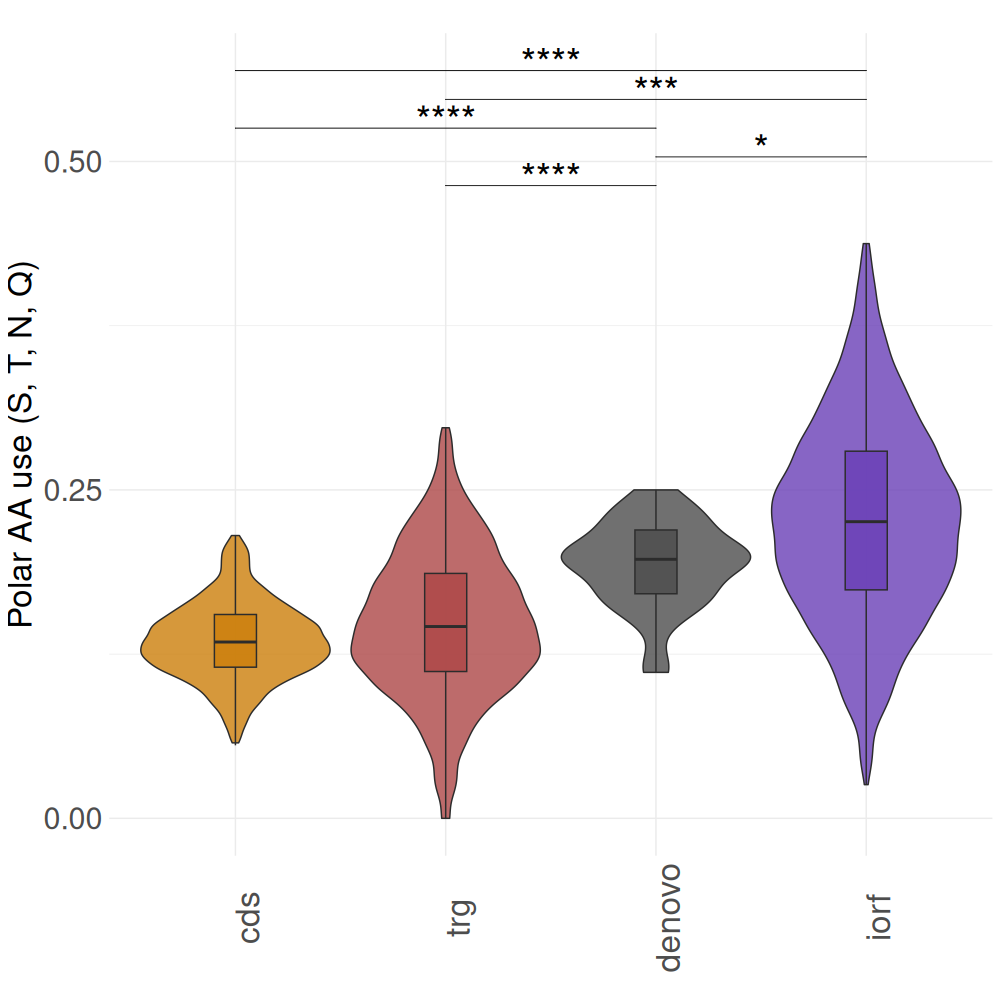 ****
***
****
*
****
0.50
0.25
0.00
Polar AA use (S, T, N, Q)
cds
trg
denovo
iorf